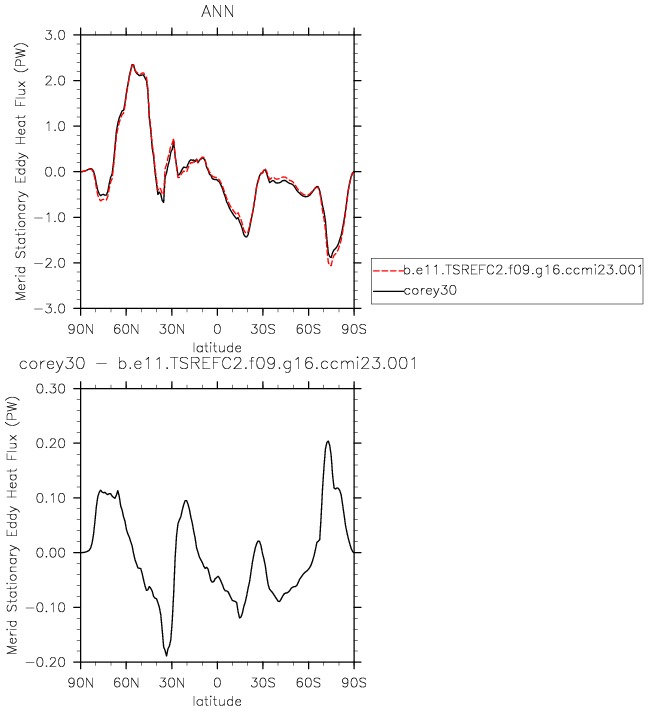 ANN
Merid Stationary Eddy Heat Flux (PW)
3.0
2.0
1.0
0.0
-1.0
-2.0
-3.0
90N 60N 30N 0 30S 60S 90S
latitude
b.e11.TSREFC2.f09.g16.ccmi23.001
corey30
corey30 - b.e11.TSREFC2.f09.g16.ccmi23.001
Merid Stationary Eddy Heat Flux (PW)
0.30
0.20
0.10
0.00
-0.10
-0.20
90N 60N 30N 0 30S 60S 90S
latitude